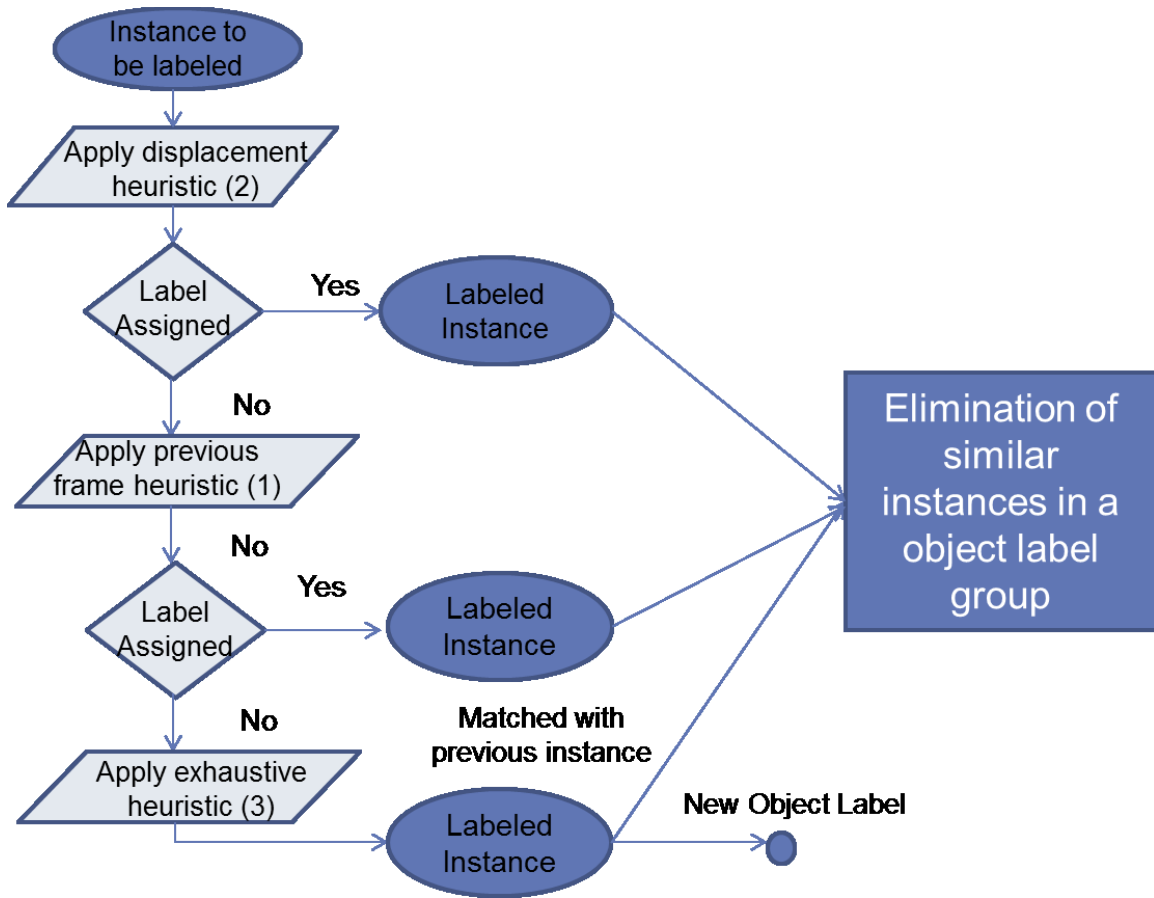 Instance to
be labeled
Apply displacement
heuristic (2)
Label
Assigned
Yes
Labeled
Instance
No
Apply previous
frame heuristic (1)
No
Label
Assigned
Yes
Labeled
Instance
No
Apply exhaustive
heuristic (3)
Labeled
Instance
Matched with
previous instance
New Object Label
Elimination of
similar
instances in a
object label
group